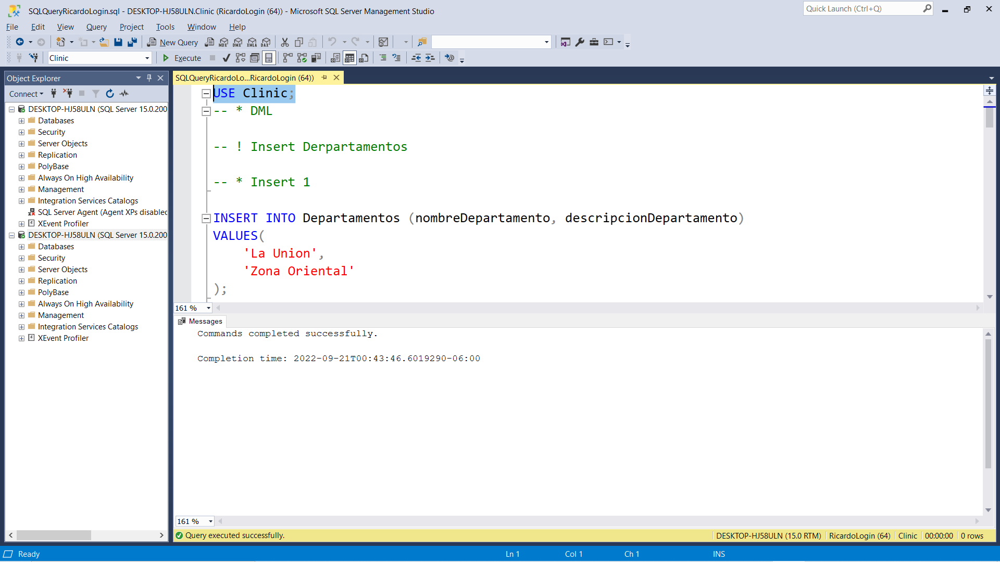 SQLQueryRicardoLogin.sql - DESKTOP-HJ58ULN.Clinic (RicardoLogin (64)) - Microsoft SQL Server Management Studio
Quick Launch (Ctrl+Q)
File Edit View Query Project Tools Window Help
New Query
MDX DMX XMLA DAX
Clinic
Execute
Object Explorer
Connect
DESKTOP-HJ58ULN (SQL Server 15.0.200
Databases
Security
Server Objects
Replication
PolyBase
Always On High Availability
Management
Integration Services Catalogs
SQL Server Agent (Agent XPs disabled
XEvent Profiler
DESKTOP-HJ58ULN (SQL Server 15.0.200
Databases
Security
Server Objects
Replication
PolyBase
Always On High Availability
Management
Integration Services Catalogs
XEvent Profiler
SQLQueryRicardoLo...RicardoLogin (64))
USE Clinic;
-- * DML
-- ! Insert Derpartamentos
-- * Insert 1
INSERT INTO Departamentos (nombreDepartamento, descripcionDepartamento)
VALUES(
'La Union',
'Zona Oriental'
);
161 %
Messages
Commands completed successfully.
Completion time: 2022-09-21T00:43:46.6019290-06:00
161 %
Query executed successfully.
DESKTOP-HJ58ULN (15.0 RTM) RicardoLogin (64) Clinic 00:00:00 0 rows
Ready
Ln 1 Col 1 Ch 1 INS